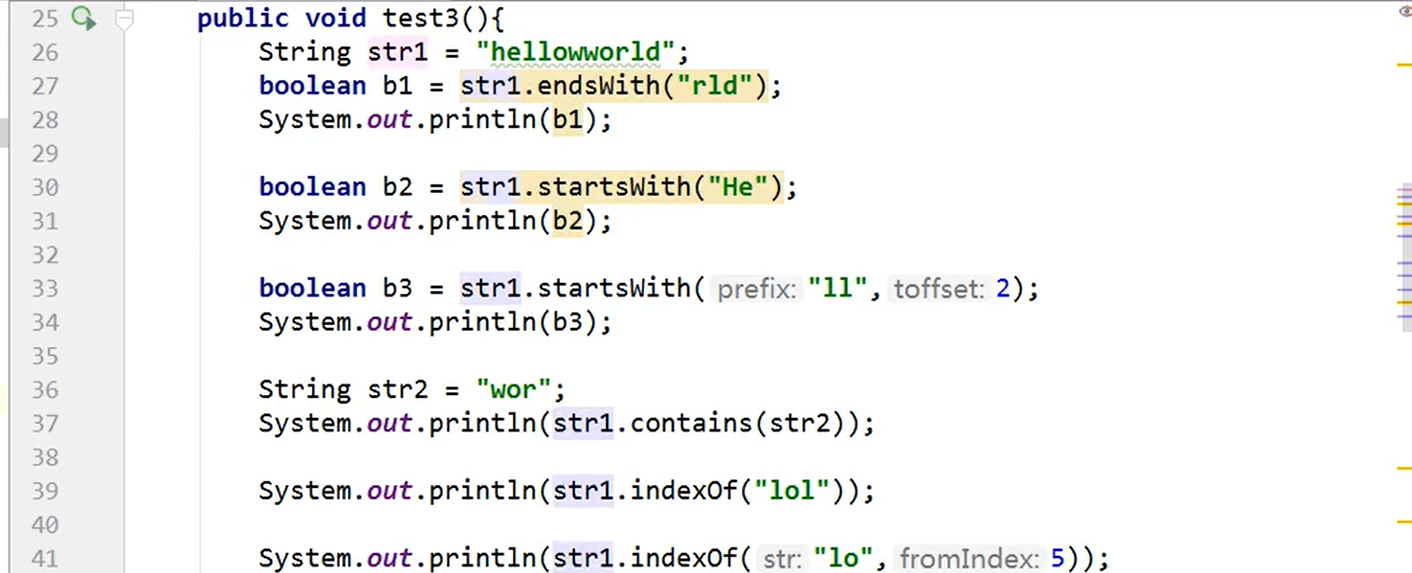 25 public void test3(){
26 String str1 = "hellowworld";
27 boolean b1 = str1.endsWith("rld");
28 System.out.println(b1);
29
30 boolean b2 = str1.startsWith("He");
31 System.out.println(b2);
32
33 boolean b3 = str1.startsWith( prefix: "ll", toffset: 2);
34 System.out.println(b3);
35
36 String str2 = "wor";
37 System.out.println(str1.contains(str2));
38
39 System.out.println(str1.indexOf("lol"));
40
41 System.out.println(str1.indexOf( str: "lo", fromIndex: 5));